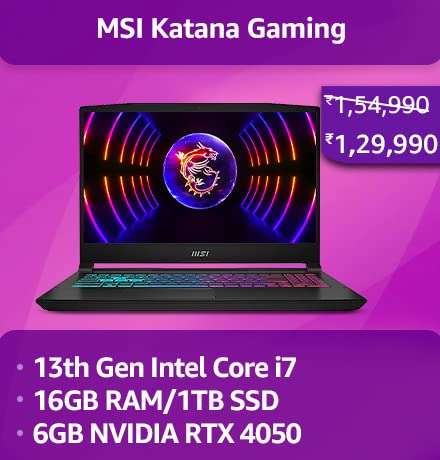 MSI Katana Gaming
₹1,54,990
₹1,29,990
msi
• 13th Gen Intel Core i7
• 16GB RAM/1TB SSD
• 6GB NVIDIA RTX 4050